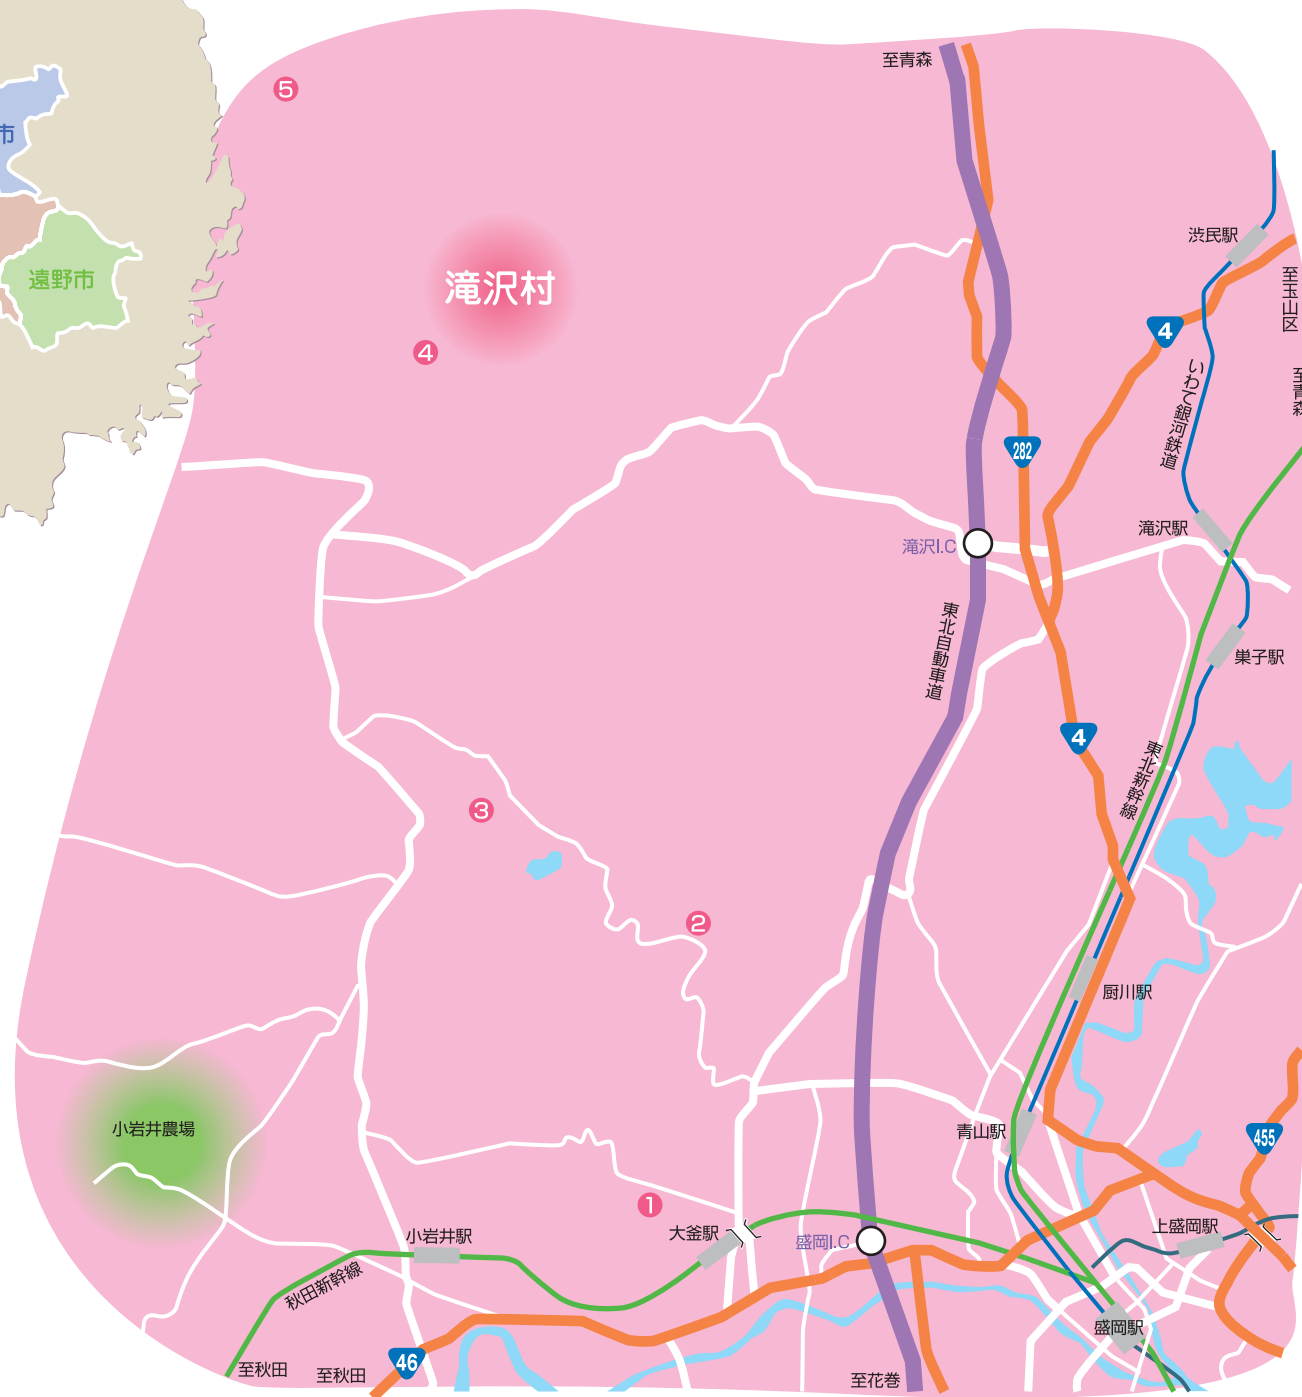 至青森
⑤
市
遠野市
滝沢村
④
渋民駅
至玉山区
4
いわて銀河鉄道
至青森
282
滝沢駅
滝沢I.C
東北自動車道
巣子駅
4
東北新幹線
③
②
厨川駅
小岩井農場
青山駅
455
①
大釜駅
小岩井駅
盛岡I.C
上盛岡駅
秋田新幹線
盛岡駅
46
至秋田
至秋田
至花巻